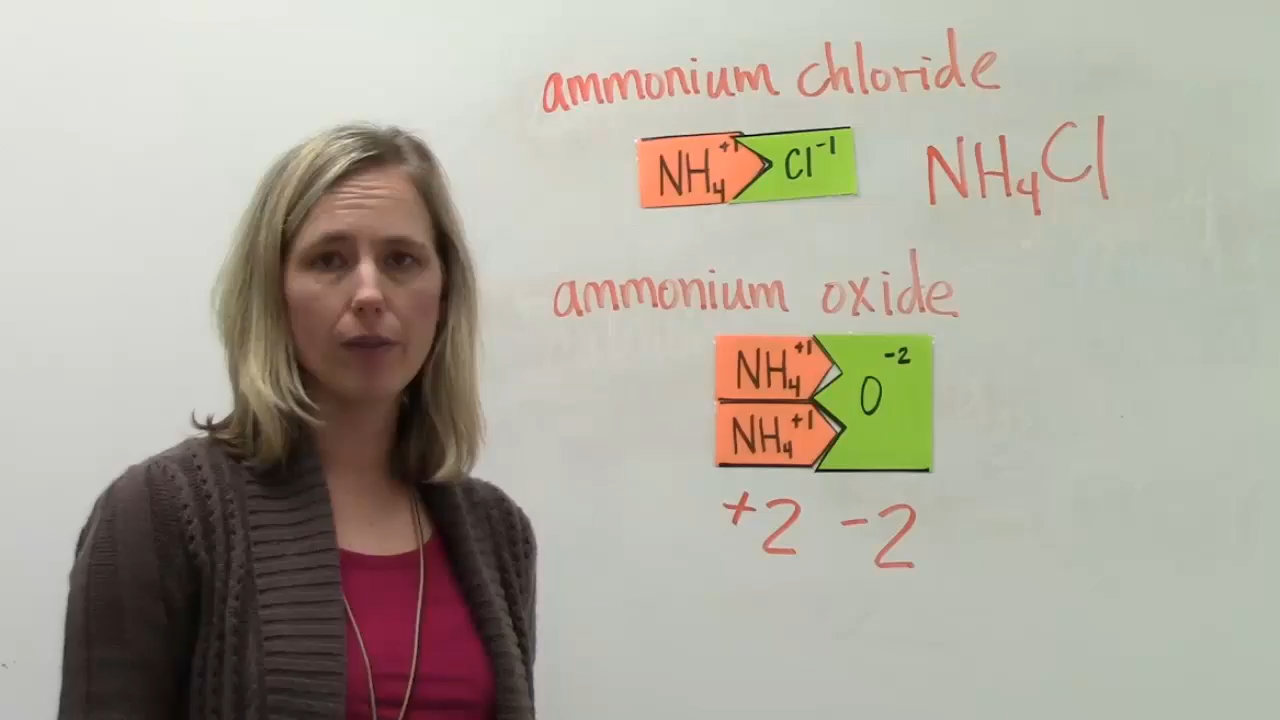 ammonium chloride
NH₄⁺¹ Cl⁻¹ NH₄Cl
ammonium oxide
NH₄⁺¹ O⁻²
NH₄⁺¹
+2 -2